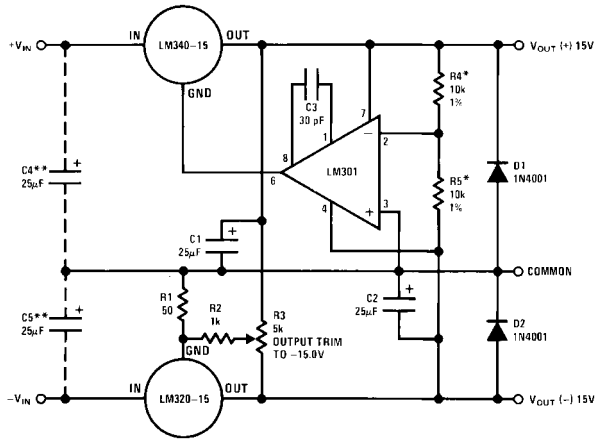 +VIN
IN
LM340-15
OUT
VOUT (+) 15V
GND
C3
30 pF
7
R4*
10k
1%
8
1
−
2
6
LM301
C4**
25µF
+
4
+
3
R5*
10k
1%
D1
1N4001
C1
25µF
+
COMMON
C5**
25µF
+
R1
50
R2
1k
R3
5k
OUTPUT TRIM
TO −15.0V
C2
25µF
+
D2
1N4001
GND
−VIN
IN
LM320-15
OUT
VOUT (−) 15V